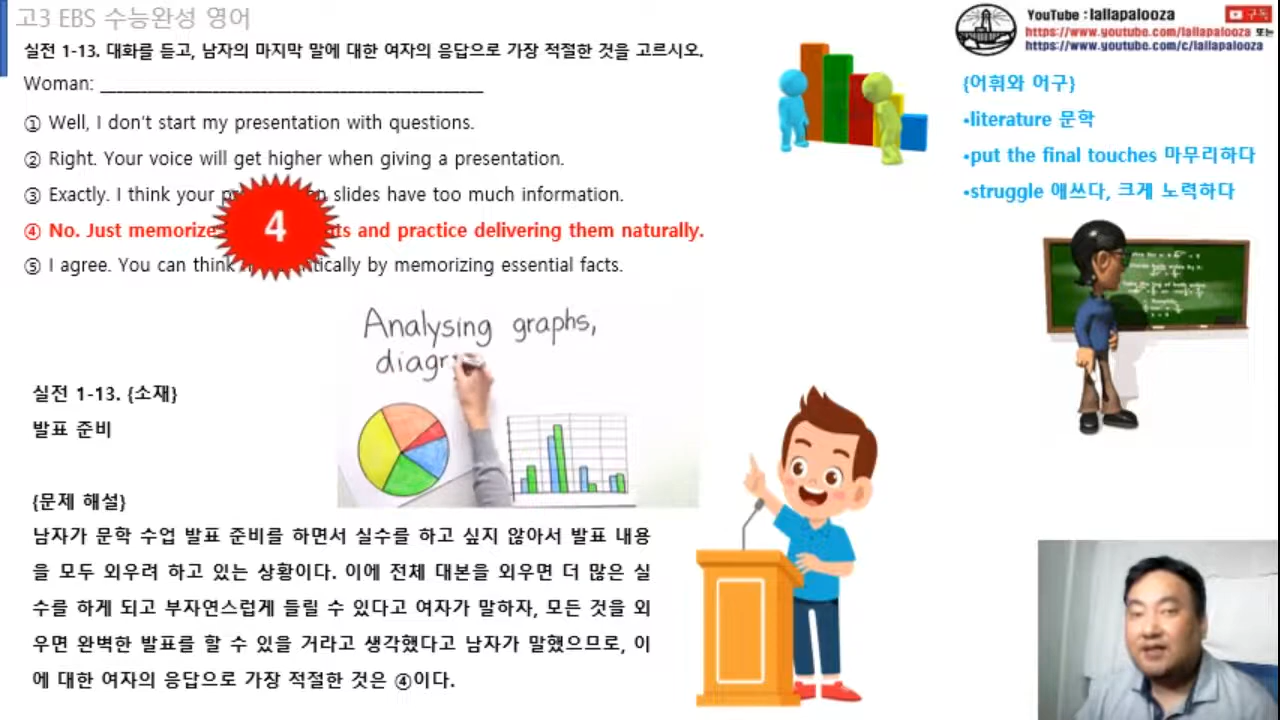 고3 EBS 수능완성 영어
실전 1-13. 대화를 듣고, 남자의 마지막 말에 대한 여자의 응답으로 가장 적절한 것을 고르시오.
Woman: ________________________________________________
① Well, I don't start my presentation with questions.
② Right. Your voice will get higher when giving a presentation.
③ Exactly. I think your slides have too much information.
④ No. Just memorize and practice delivering them naturally.
4
⑤ I agree. You can think by memorizing essential facts.
Analysing graphs,
diagr
실전 1-13. {소재}
발표 준비
{문제 해설}
남자가 문학 수업 발표 준비를 하면서 실수를 하고 싶지 않아서 발표 내용
을 모두 외우려 하고 있는 상황이다. 이에 전체 대본을 외우면 더 많은 실
수를 하게 되고 부자연스럽게 들릴 수 있다고 여자가 말하자, 모든 것을 외
우면 완벽한 발표를 할 수 있을 거라고 생각했다고 남자가 말했으므로, 이
에 대한 여자의 응답으로 가장 적절한 것은 ④이다.
YouTube : lallapalooza
구독
https://www.youtube.com/lallapalooza 또는
https://www.youtube.com/c/lallapalooza
{어휘와 어구}
•literature 문학
•put the final touches 마무리하다
•struggle 애쓰다, 크게 노력하다